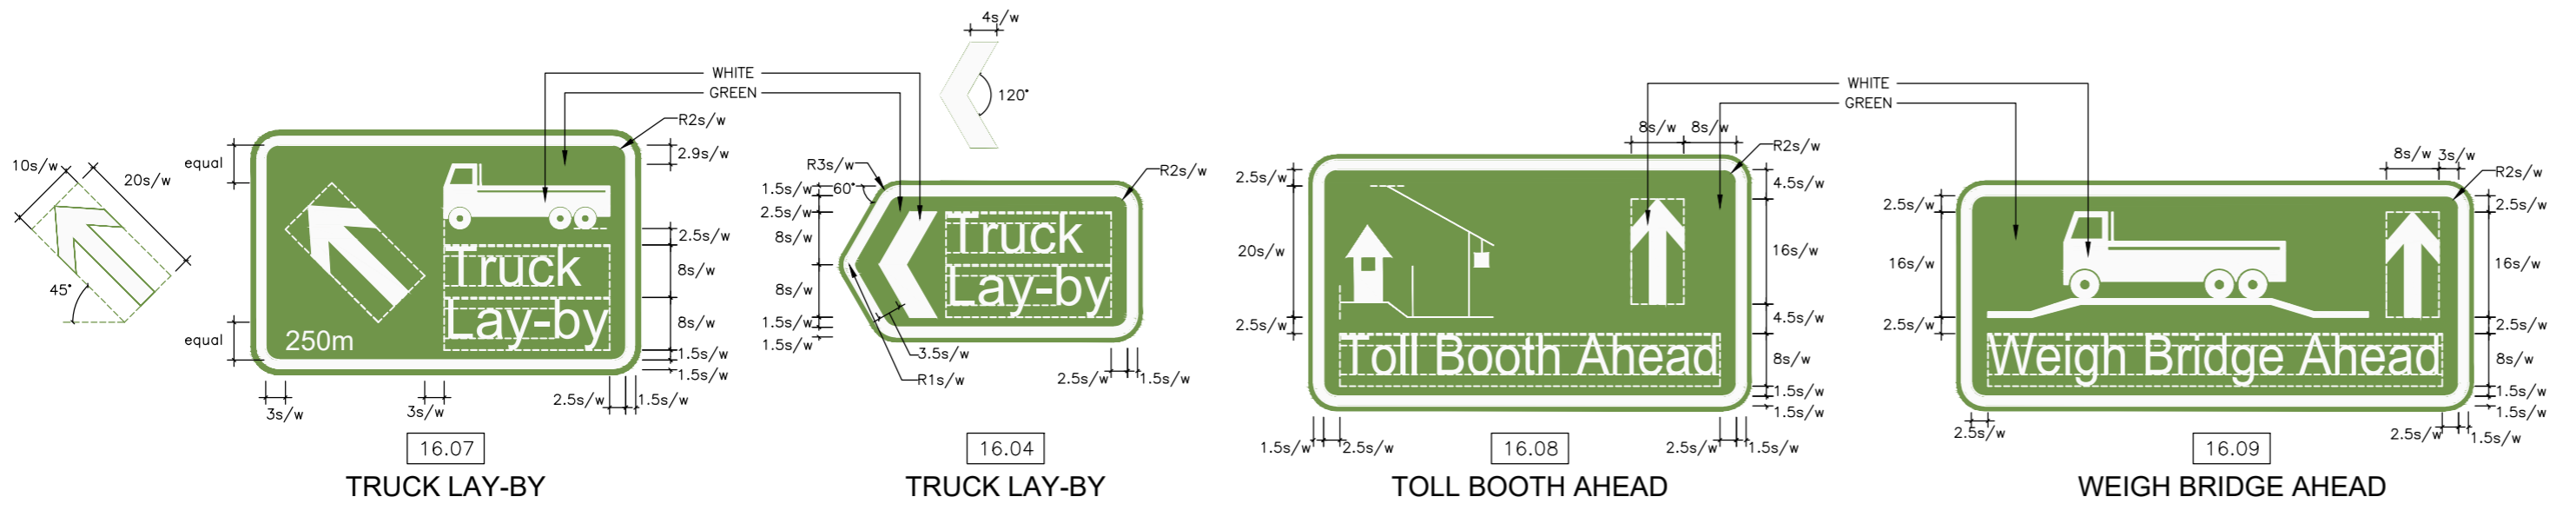 10s/w
20s/w
45°
equal
equal
Truck
Lay-by
250m
R2s/w
2.9s/w
2.5s/w
8s/w
8s/w
1.5s/w
1.5s/w
3s/w
3s/w
2.5s/w
1.5s/w
16.07
TRUCK LAY-BY
WHITE
GREEN
4s/w
120°
R3s/w
60°
1.5s/w
2.5s/w
8s/w
8s/w
1.5s/w
1.5s/w
Truck
Lay-by
R2s/w
3.5s/w
R1s/w
2.5s/w
1.5s/w
16.04
TRUCK LAY-BY
WHITE
GREEN
8s/w
8s/w
R2s/w
2.5s/w
20s/w
2.5s/w
4.5s/w
16s/w
4.5s/w
8s/w
1.5s/w
1.5s/w
Toll Booth Ahead
1.5s/w
2.5s/w
2.5s/w
1.5s/w
16.08
TOLL BOOTH AHEAD
8s/w
3s/w
R2s/w
2.5s/w
16s/w
2.5s/w
2.5s/w
16s/w
2.5s/w
8s/w
1.5s/w
1.5s/w
Weigh Bridge Ahead
2.5s/w
2.5s/w
1.5s/w
16.09
WEIGH BRIDGE AHEAD